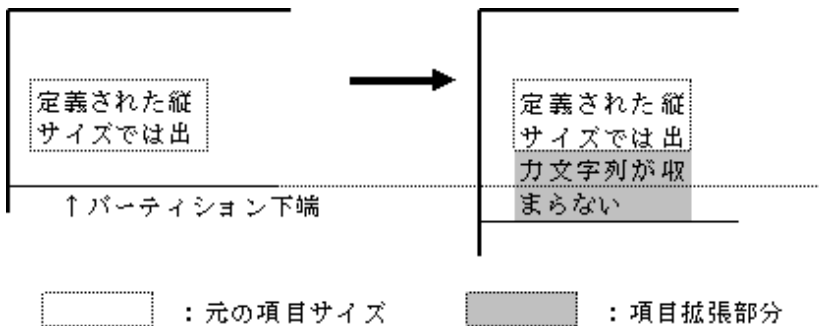 定義された縦
サイズでは出
↑パーティション下端
定義された縦
サイズでは出
力文字列が収
まらない
：元の項目サイズ
：項目拡張部分